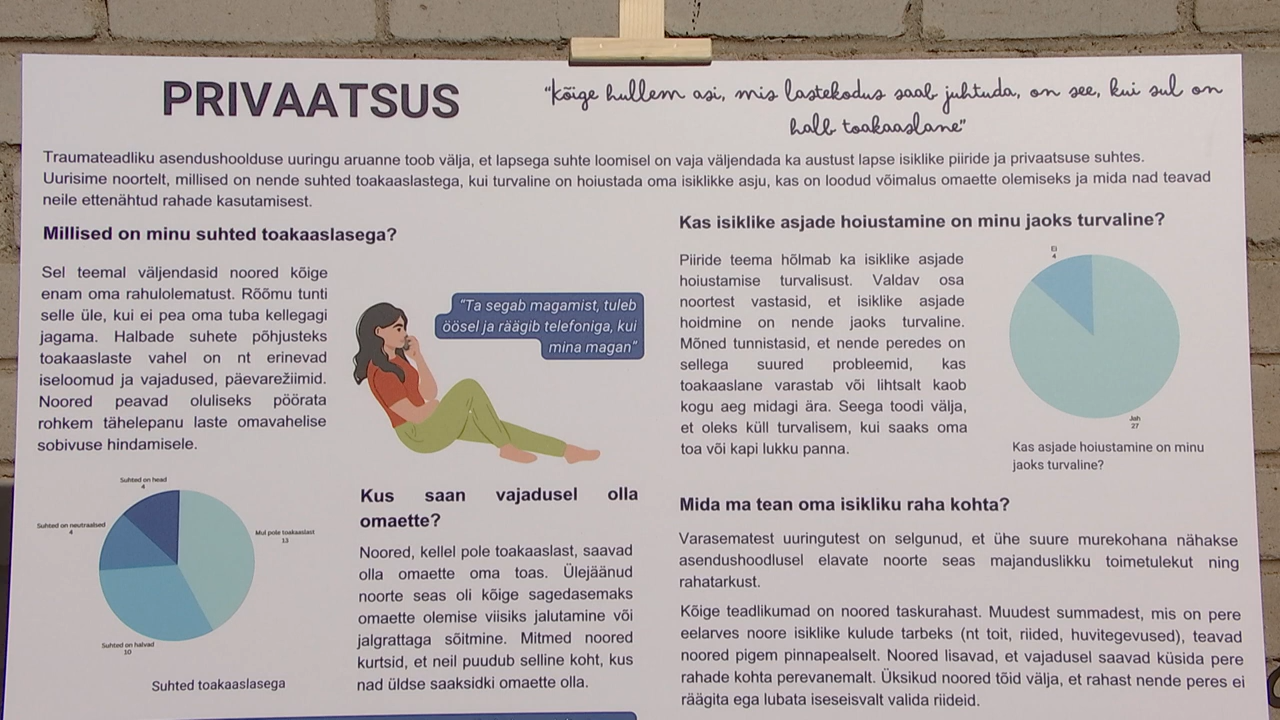 PRIVAATSUS
"Kõige hullem asi, mis lastekodus saab juhtuda, on see, kui sul on
halb toakaaslane"
Traumateadliku asendushoolduse uuringu aruanne toob välja, et lapsega suhte loomisel on vaja väljendada ka austust lapse isiklike piiride ja privaatsuse suhtes.
Uurisime noortelt, millised on nende suhted toakaaslastega, kui turvaline on hoiustada oma isiklikke asju, kas on loodud võimalus omaette olemiseks ja mida nad teavad
neile ettenähtud rahade kasutamisest.
Millised on minu suhted toakaaslasega?
Sel teemal väljendasid noored kõige
enam oma rahulolematust. Rõõmu tunti
selle üle, kui ei pea oma tuba kellegagi
jagama. Halbade suhete põhjusteks
toakaaslaste vahel on nt erinevad
iseloomud ja vajadused, päevarežiimid.
Noored peavad oluliseks pöörata
rohkem tähelepanu laste omavahelise
sobivuse hindamisele.
"Ta segab magamist, tuleb
öösel ja räägib telefoniga, kui
mina magan"
Suhted on head
4
Suhted on neutraalsed
4
Mul pole toakaaslast
13
Suhted on halvad
10
Suhted toakaaslasega
Kus saan vajadusel olla
omaette?
Noored, kellel pole toakaaslast, saavad
olla omaette oma toas. Ülejäänud
noorte seas oli kõige sagedasemaks
omaette olemise viisiks jalutamine või
jalgrattaga sõitmine. Mitmed noored
kurtsid, et neil puudub selline koht, kus
nad üldse saaksidki omaette olla.
Kas isiklike asjade hoiustamine on minu jaoks turvaline?
Piiride teema hõlmab ka isiklike asjade
hoiustamise turvalisust. Valdav osa
noortest vastasid, et isiklike asjade
hoidmine on nende jaoks turvaline.
Mõned tunnistasid, et nende peredes on
sellega suured probleemid, kas
toakaaslane varastab või lihtsalt kaob
kogu aeg midagi ära. Seega toodi välja,
et oleks küll turvalisem, kui saaks oma
toa või kapi lukku panna.
Ei
4
Jah
27
Kas asjade hoiustamine on minu
jaoks turvaline?
Mida ma tean oma isikliku raha kohta?
Varasematest uuringutest on selgunud, et ühe suure murekohana nähakse
asendushoodlusel elavate noorte seas majanduslikku toimetulekut ning
rahatarkust.
Kõige teadlikumad on noored taskurahast. Muudest summadest, mis on pere
eelarves noore isiklike kulude tarbeks (nt toit, riided, huvitegevused), teavad
noored pigem pinnapealselt. Noored lisavad, et vajadusel saavad küsida pere
rahade kohta perevanemalt. Üksikud noored tõid välja, et rahast nende peres ei
räägita ega lubata iseseisvalt valida riideid.